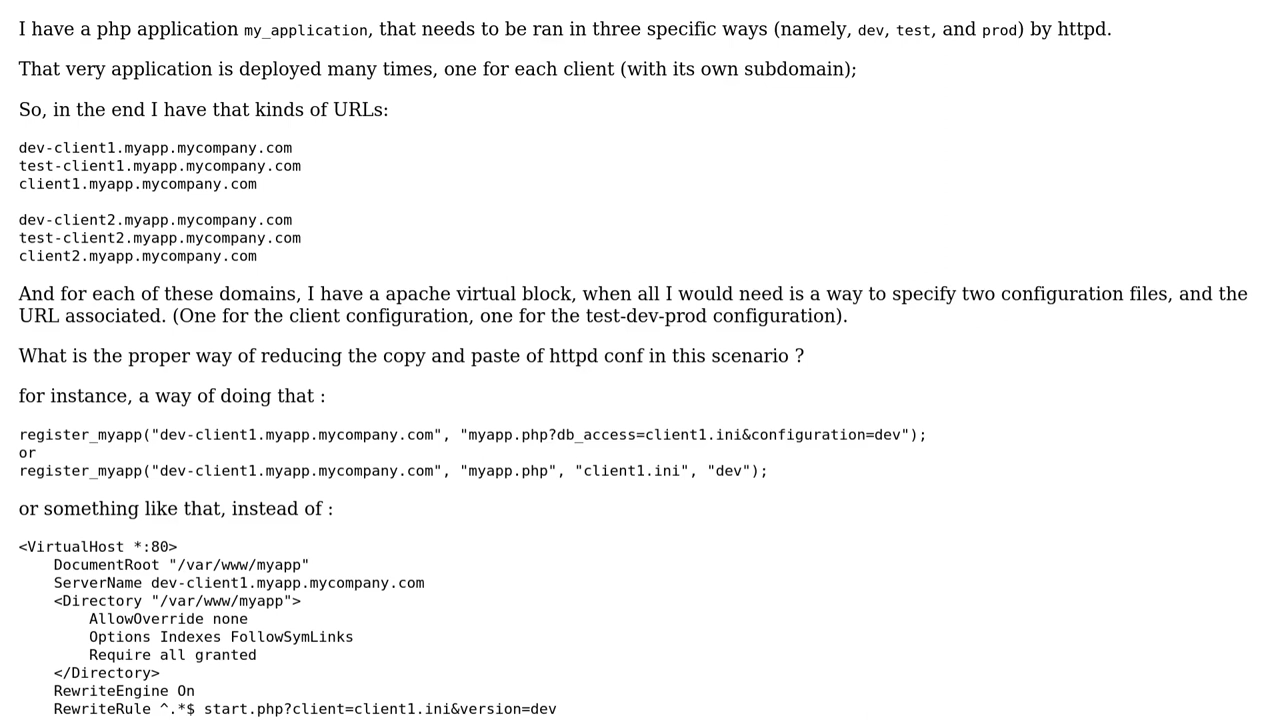 I have a php application my_application, that needs to be ran in three specific ways (namely, dev, test, and prod) by httpd.
That very application is deployed many times, one for each client (with its own subdomain);
So, in the end I have that kinds of URLs:
dev-client1.myapp.mycompany.com
test-client1.myapp.mycompany.com
client1.myapp.mycompany.com
dev-client2.myapp.mycompany.com
test-client2.myapp.mycompany.com
client2.myapp.mycompany.com
And for each of these domains, I have a apache virtual block, when all I would need is a way to specify two configuration files, and the
URL associated. (One for the client configuration, one for the test-dev-prod configuration).
What is the proper way of reducing the copy and paste of httpd conf in this scenario ?
for instance, a way of doing that :
register_myapp("dev-client1.myapp.mycompany.com", "myapp.php?db_access=client1.ini&configuration=dev");
or
register_myapp("dev-client1.myapp.mycompany.com", "myapp.php", "client1.ini", "dev");
or something like that, instead of :
<VirtualHost *:80>
    DocumentRoot "/var/www/myapp"
    ServerName dev-client1.myapp.mycompany.com
    <Directory "/var/www/myapp">
        AllowOverride none
        Options Indexes FollowSymLinks
        Require all granted
    </Directory>
    RewriteEngine On
    RewriteRule ^.*$ start.php?client=client1.ini&version=dev